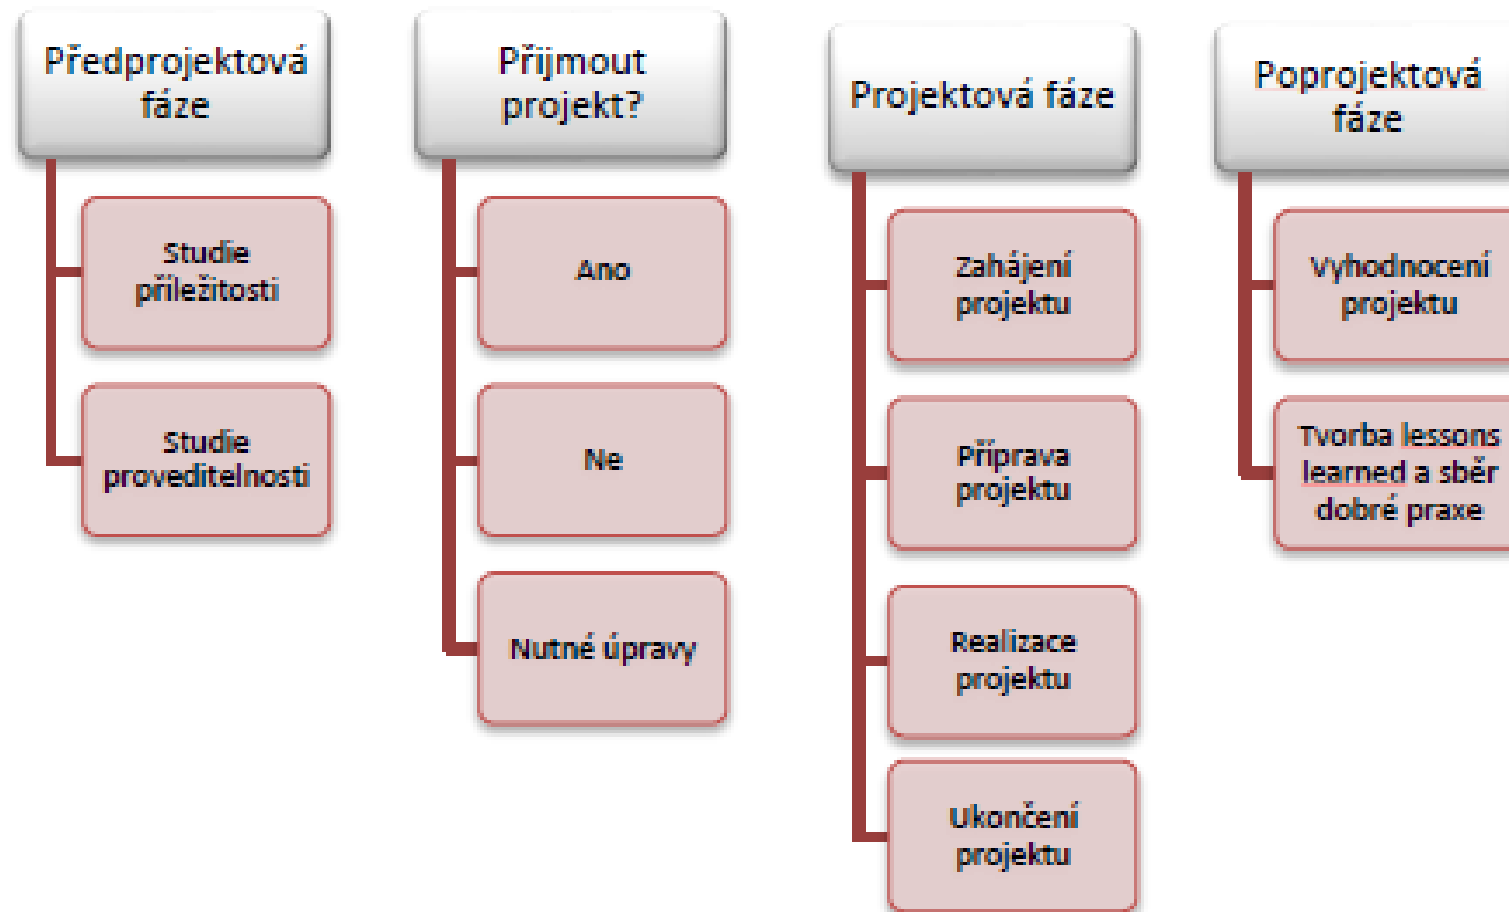 Předprojektová
fáze
Studie
příležitosti
Studie
proveditelnosti
Přijmout
projekt?
Ano
Ne
Nutné úpravy
Projektová fáze
Zahájení
projektu
Příprava
projektu
Realizace
projektu
Ukončení
projektu
Poprojektová
fáze
Vyhodnocení
projektu
Tvorba lessons
learned a sběr
dobré praxe